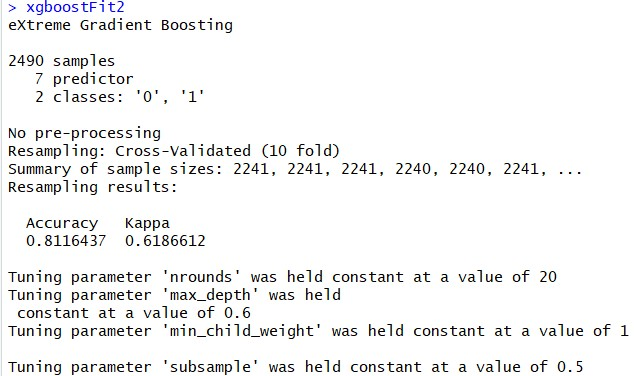 > xgboostFit2
eXtreme Gradient Boosting

2490 samples
   7 predictor
   2 classes: '0', '1'

No pre-processing
Resampling: Cross-Validated (10 fold)
Summary of sample sizes: 2241, 2241, 2241, 2240, 2240, 2241, ...
Resampling results:

  Accuracy   Kappa
  0.8116437  0.6186612

Tuning parameter 'nrounds' was held constant at a value of 20
Tuning parameter 'max_depth' was held
 constant at a value of 0.6
Tuning parameter 'min_child_weight' was held constant at a value of 1

Tuning parameter 'subsample' was held constant at a value of 0.5